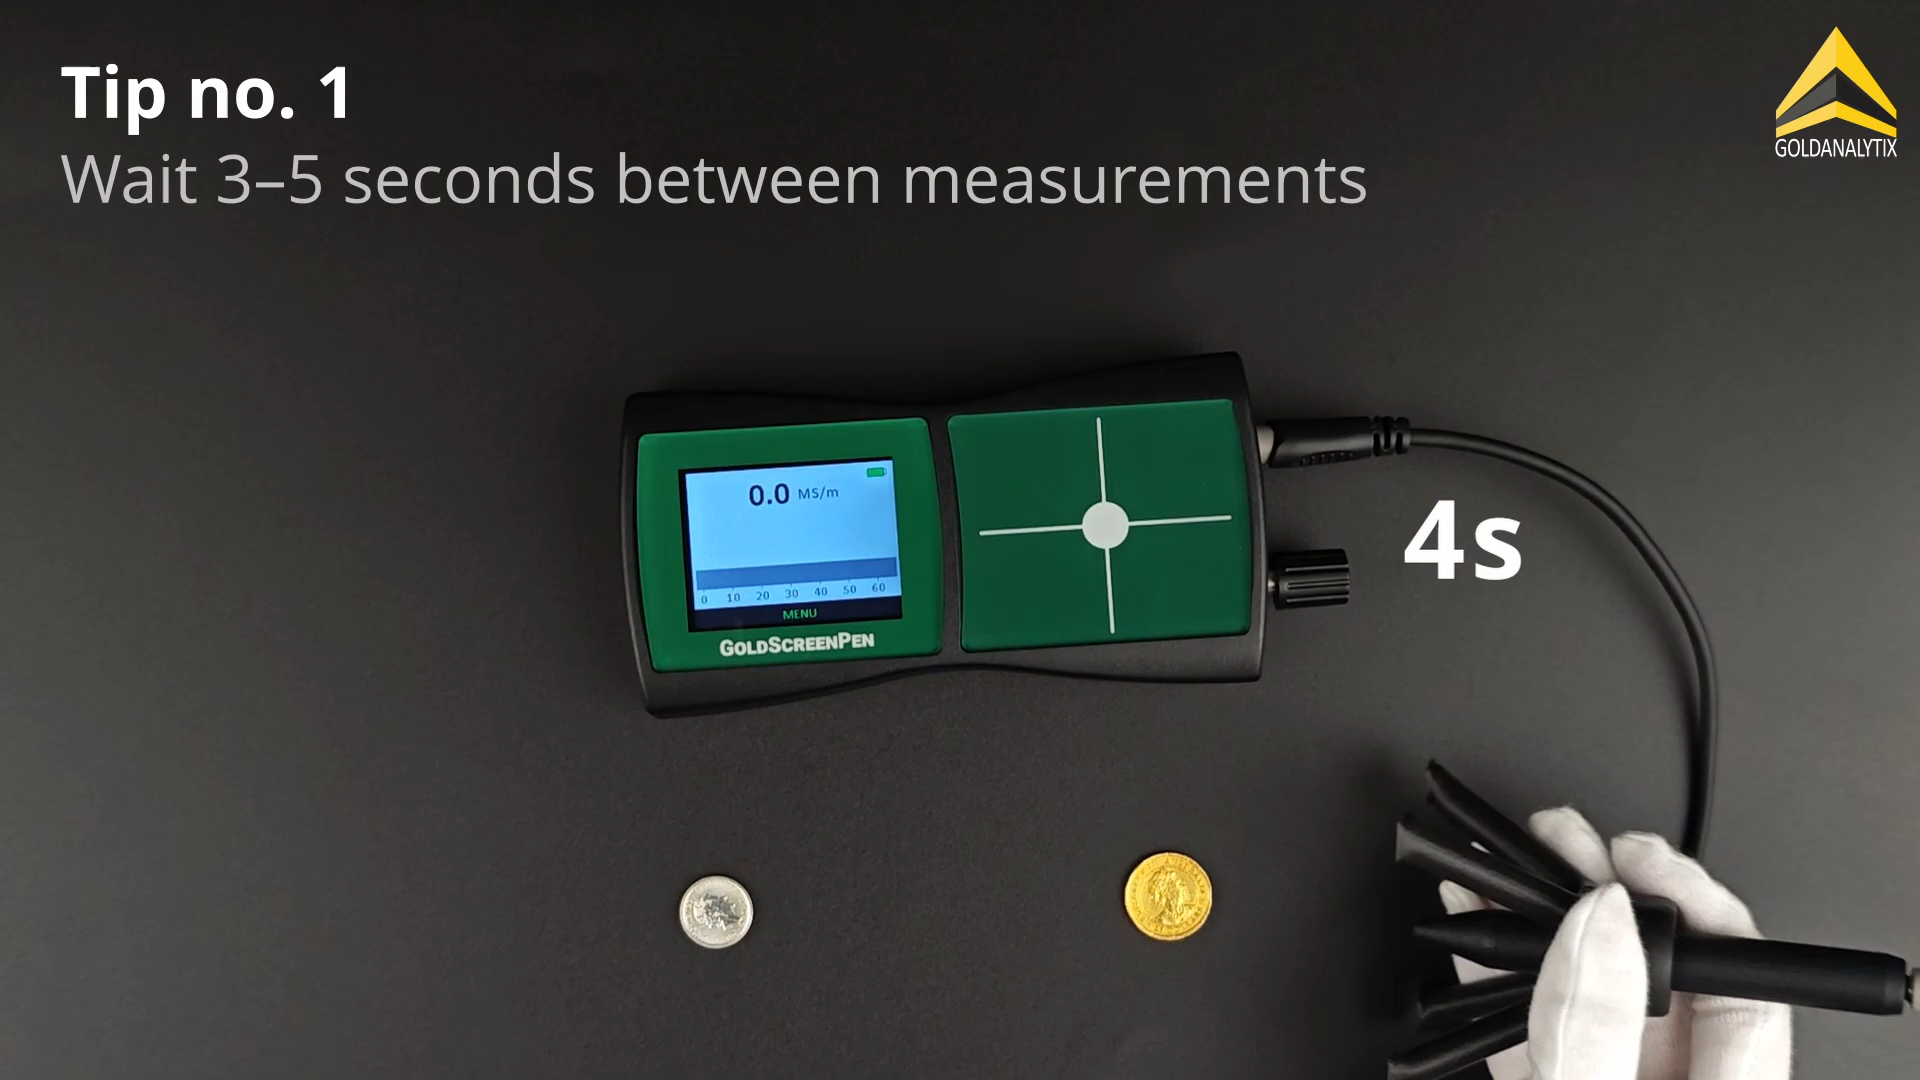 Tip no. 1
Wait 3–5 seconds between measurements
GOLDANALYTIX
0.0 MS/m
0 10 20 30 40 50 60
MENU
GOLDSCREENPEN
4s